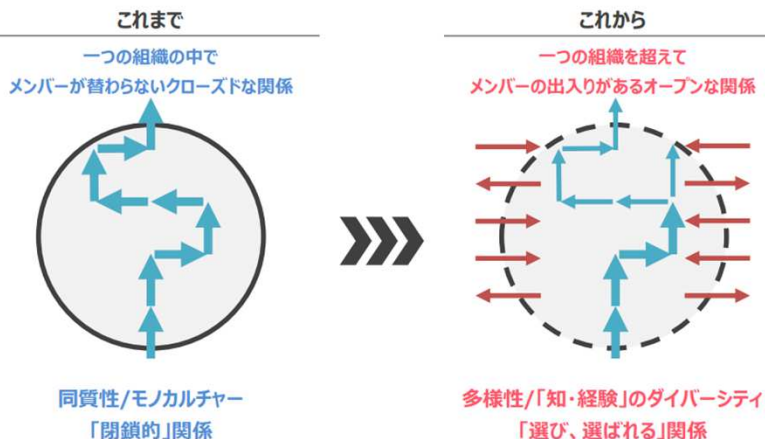 これまで
一つの組織の中で
メンバーが替わらないクローズドな関係
同質性/モノカルチャー
「閉鎖的」関係
これから
一つの組織を超えて
メンバーの出入りがあるオープンな関係
多様性/「知・経験」のダイバーシティ
「選び、選ばれる」関係